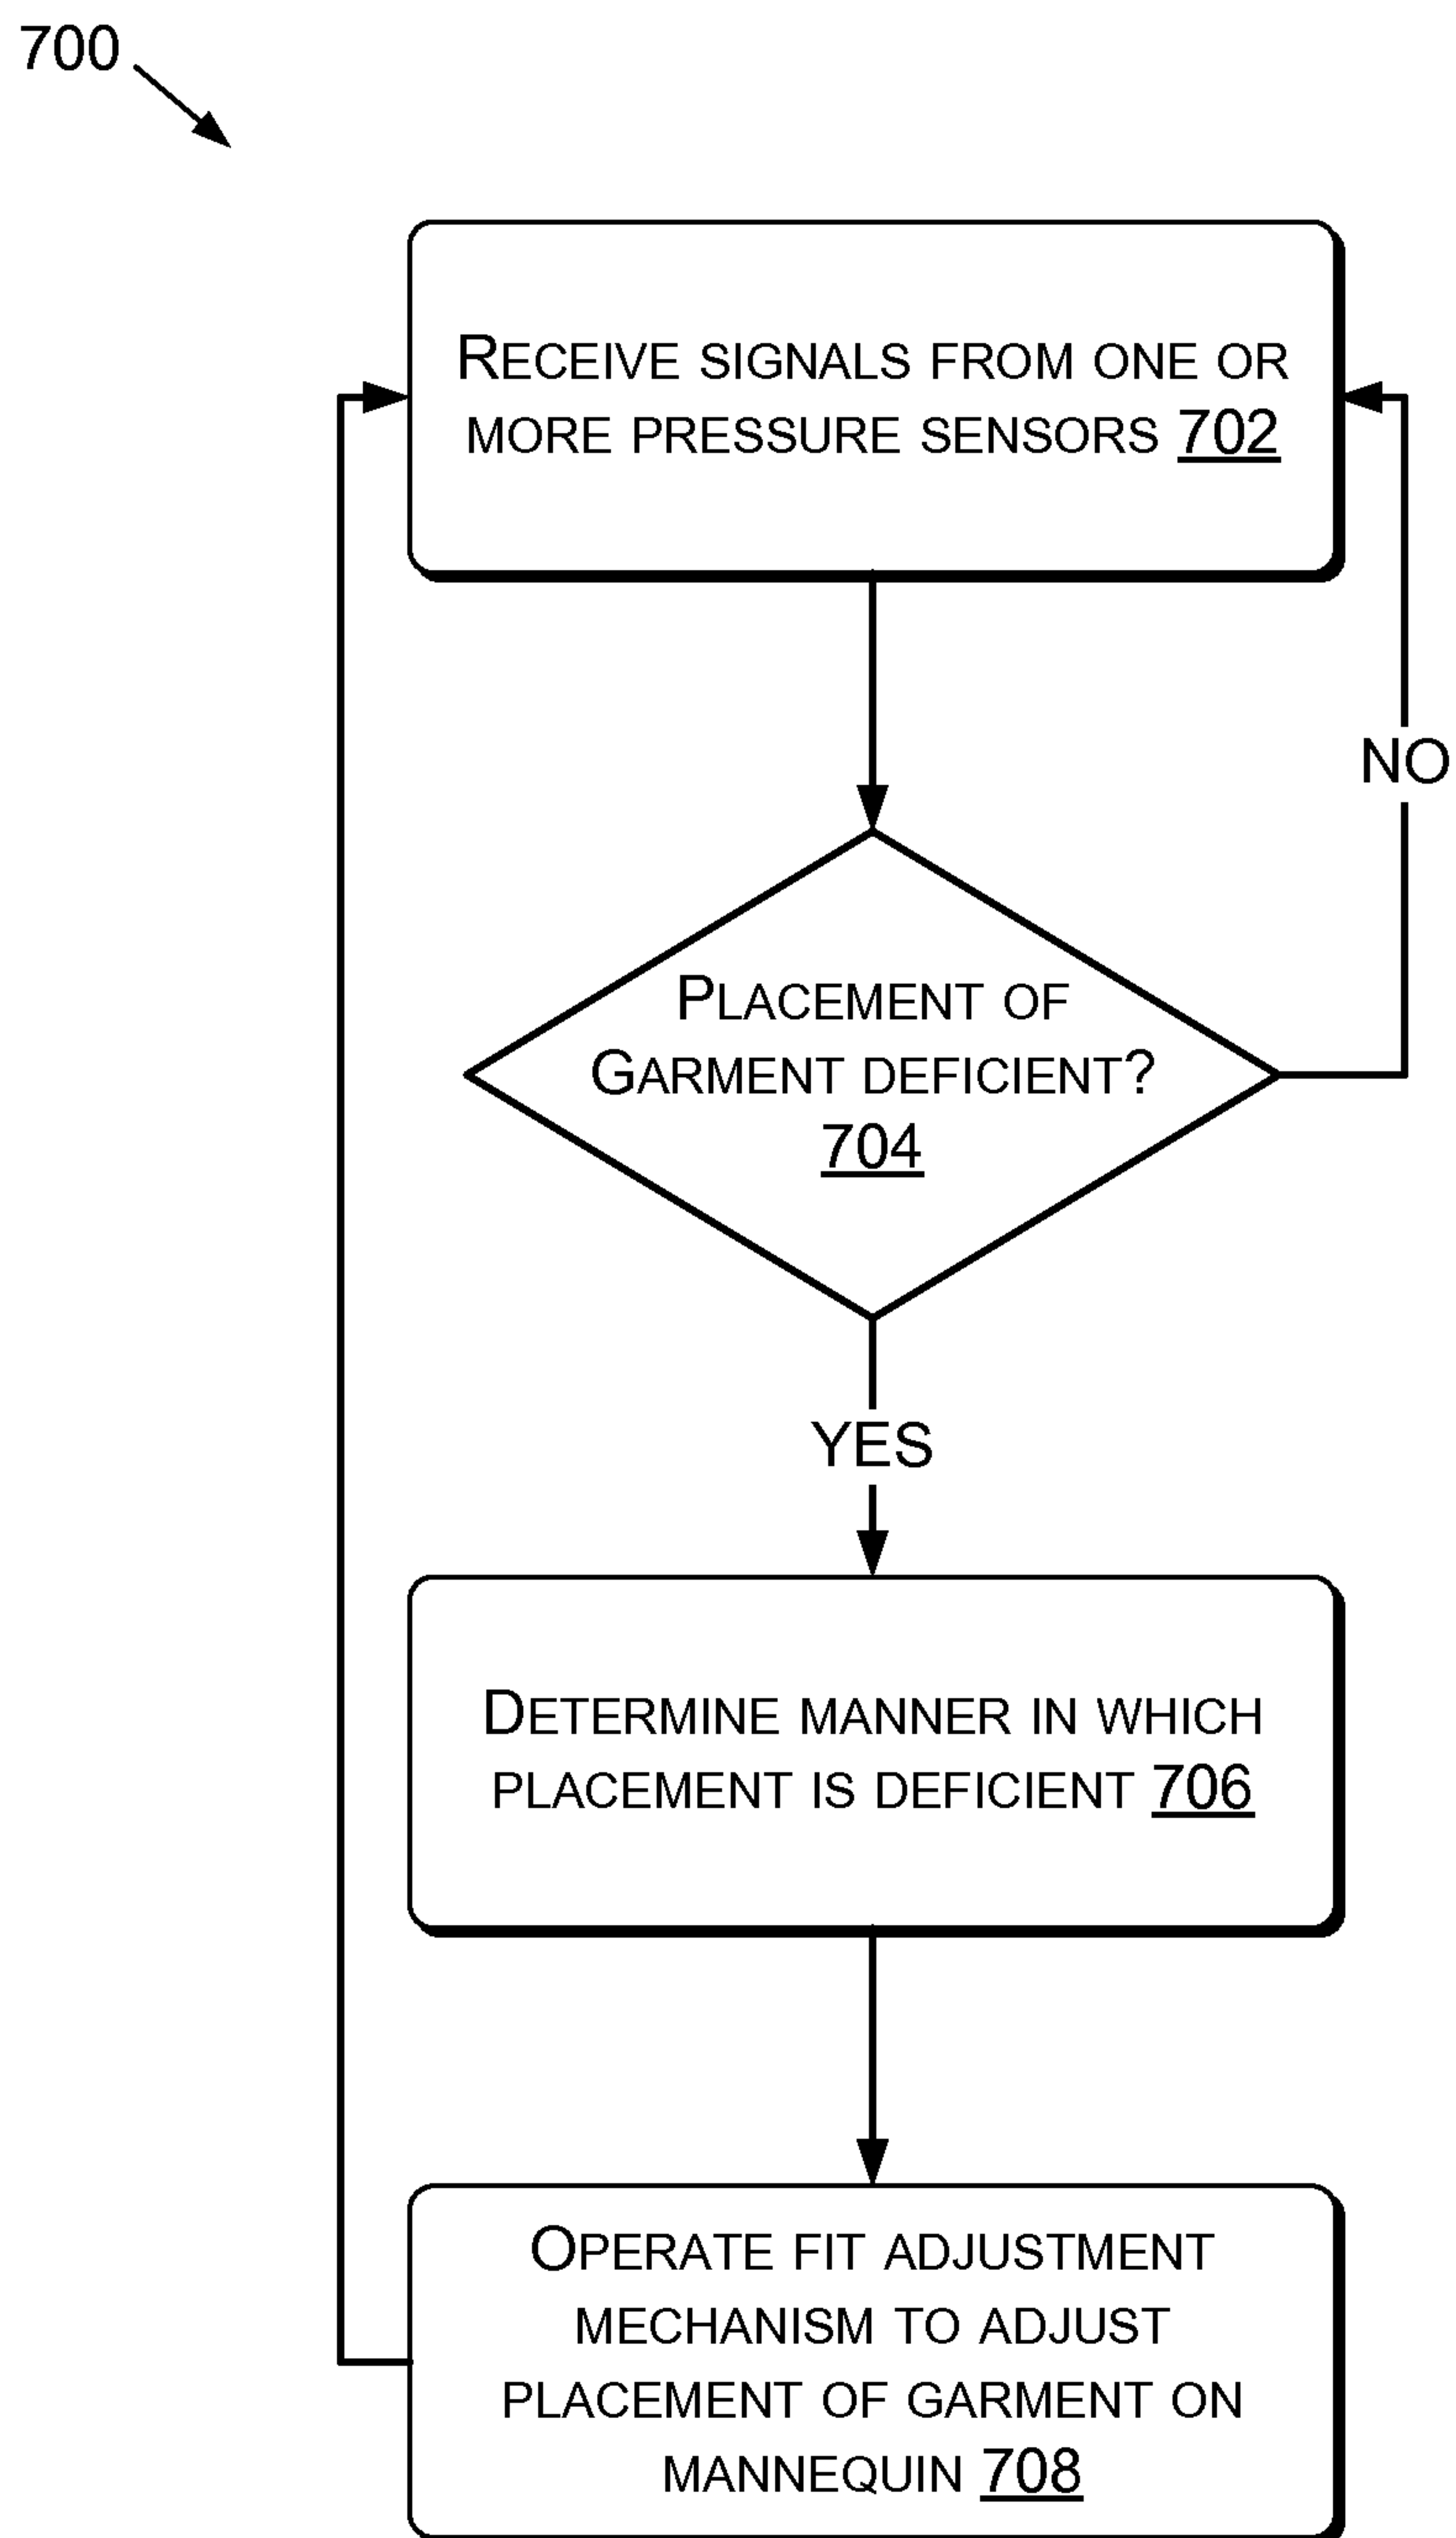 700
RECEIVE SIGNALS FROM ONE OR
MORE PRESSURE SENSORS 702
NO
PLACEMENT OF
GARMENT DEFICIENT?
704
YES
DETERMINE MANNER IN WHICH
PLACEMENT IS DEFICIENT 706
OPERATE FIT ADJUSTMENT
MECHANISM TO ADJUST
PLACEMENT OF GARMENT ON
MANNEQUIN 708